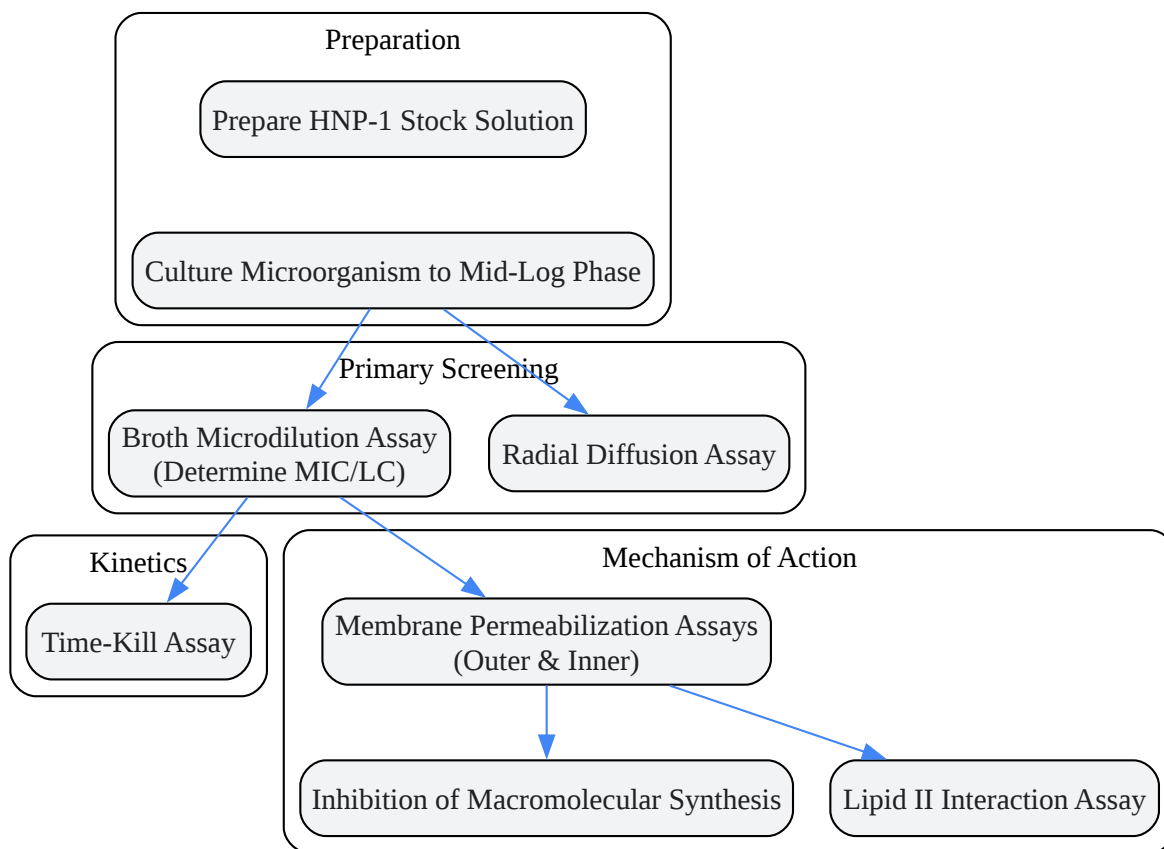 Preparation
Prepare HNP-1 Stock Solution
Culture Microorganism to Mid-Log Phase
Primary Screening
Broth Microdilution Assay
(Determine MIC/LC)
Radial Diffusion Assay
Kinetics
Time-Kill Assay
Mechanism of Action
Membrane Permeabilization Assays
(Outer & Inner)
Inhibition of Macromolecular Synthesis
Lipid II Interaction Assay